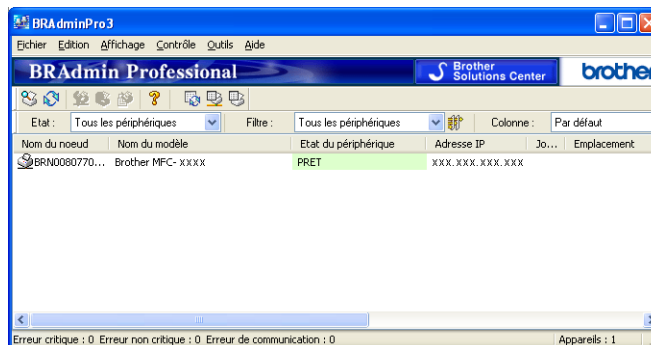 BRAdminPro3
Fichier Edition Affichage Contrôle Outils Aide
BRAdmin Professional Brother Solutions Center brother
Etat : Tous les périphériques Filtre : Tous les périphériques Colonne : Par défaut
Nom du noeud Nom du modèle Etat du périphérique Adresse IP Jo... Emplacement
BRN0080770... Brother MFC- XXXX PRET XXX.XXX.XXX.XXX
Erreur critique : 0 Erreur non critique : 0 Erreur de communication : 0 Appareils : 1